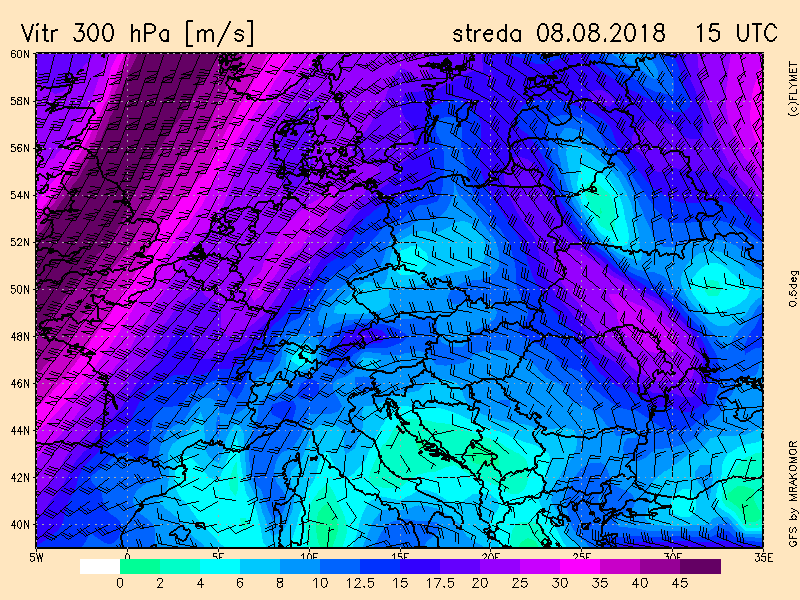 Vítr 300 hPa [m/s] streda 08.08.2018 15 UTC
60N
58N
56N
54N
52N
50N
48N
46N
44N
42N
40N
5W 0 5E 10E 15E 20E 25E 30E 35E
0 2 4 6 8 10 12.5 15 17.5 20 25 30 35 40 45
(c)FLYMET
0.5deg
GFS by MRAKOMOR